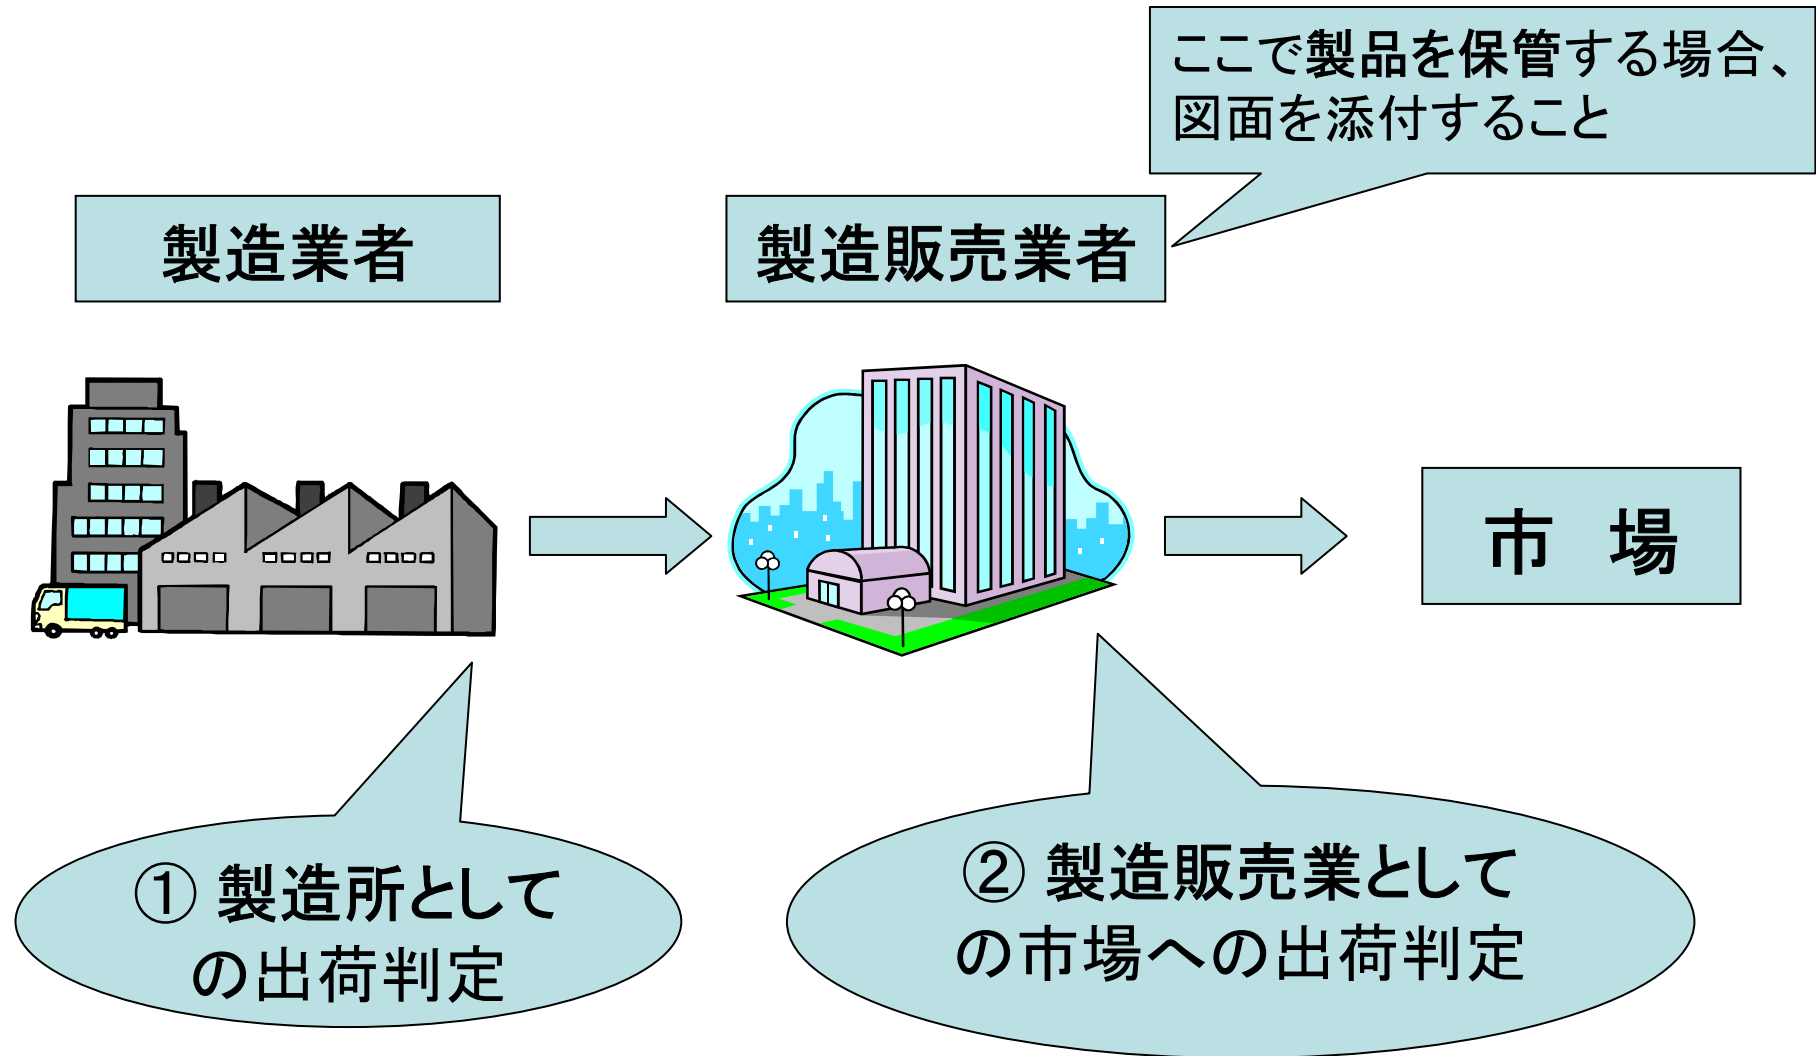 ここで製品を保管する場合、
図面を添付すること
製造業者
製造販売業者
市　場
① 製造所として
の出荷判定
② 製造販売業として
の市場への出荷判定